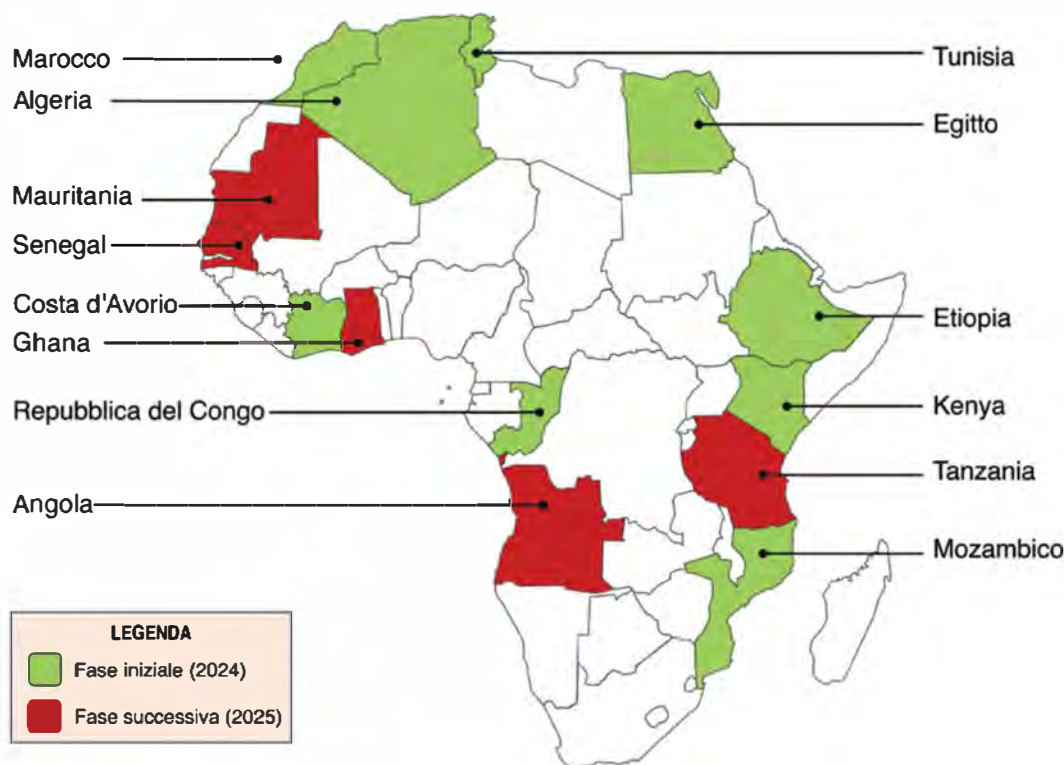 Marocco
Algeria
Mauritania
Senegal
Costa d'Avorio
Ghana
Repubblica del Congo
Angola
Tunisia
Egitto
Etiopia
Kenya
Tanzania
Mozambico
LEGENDA
Fase iniziale (2024)
Fase successiva (2025)